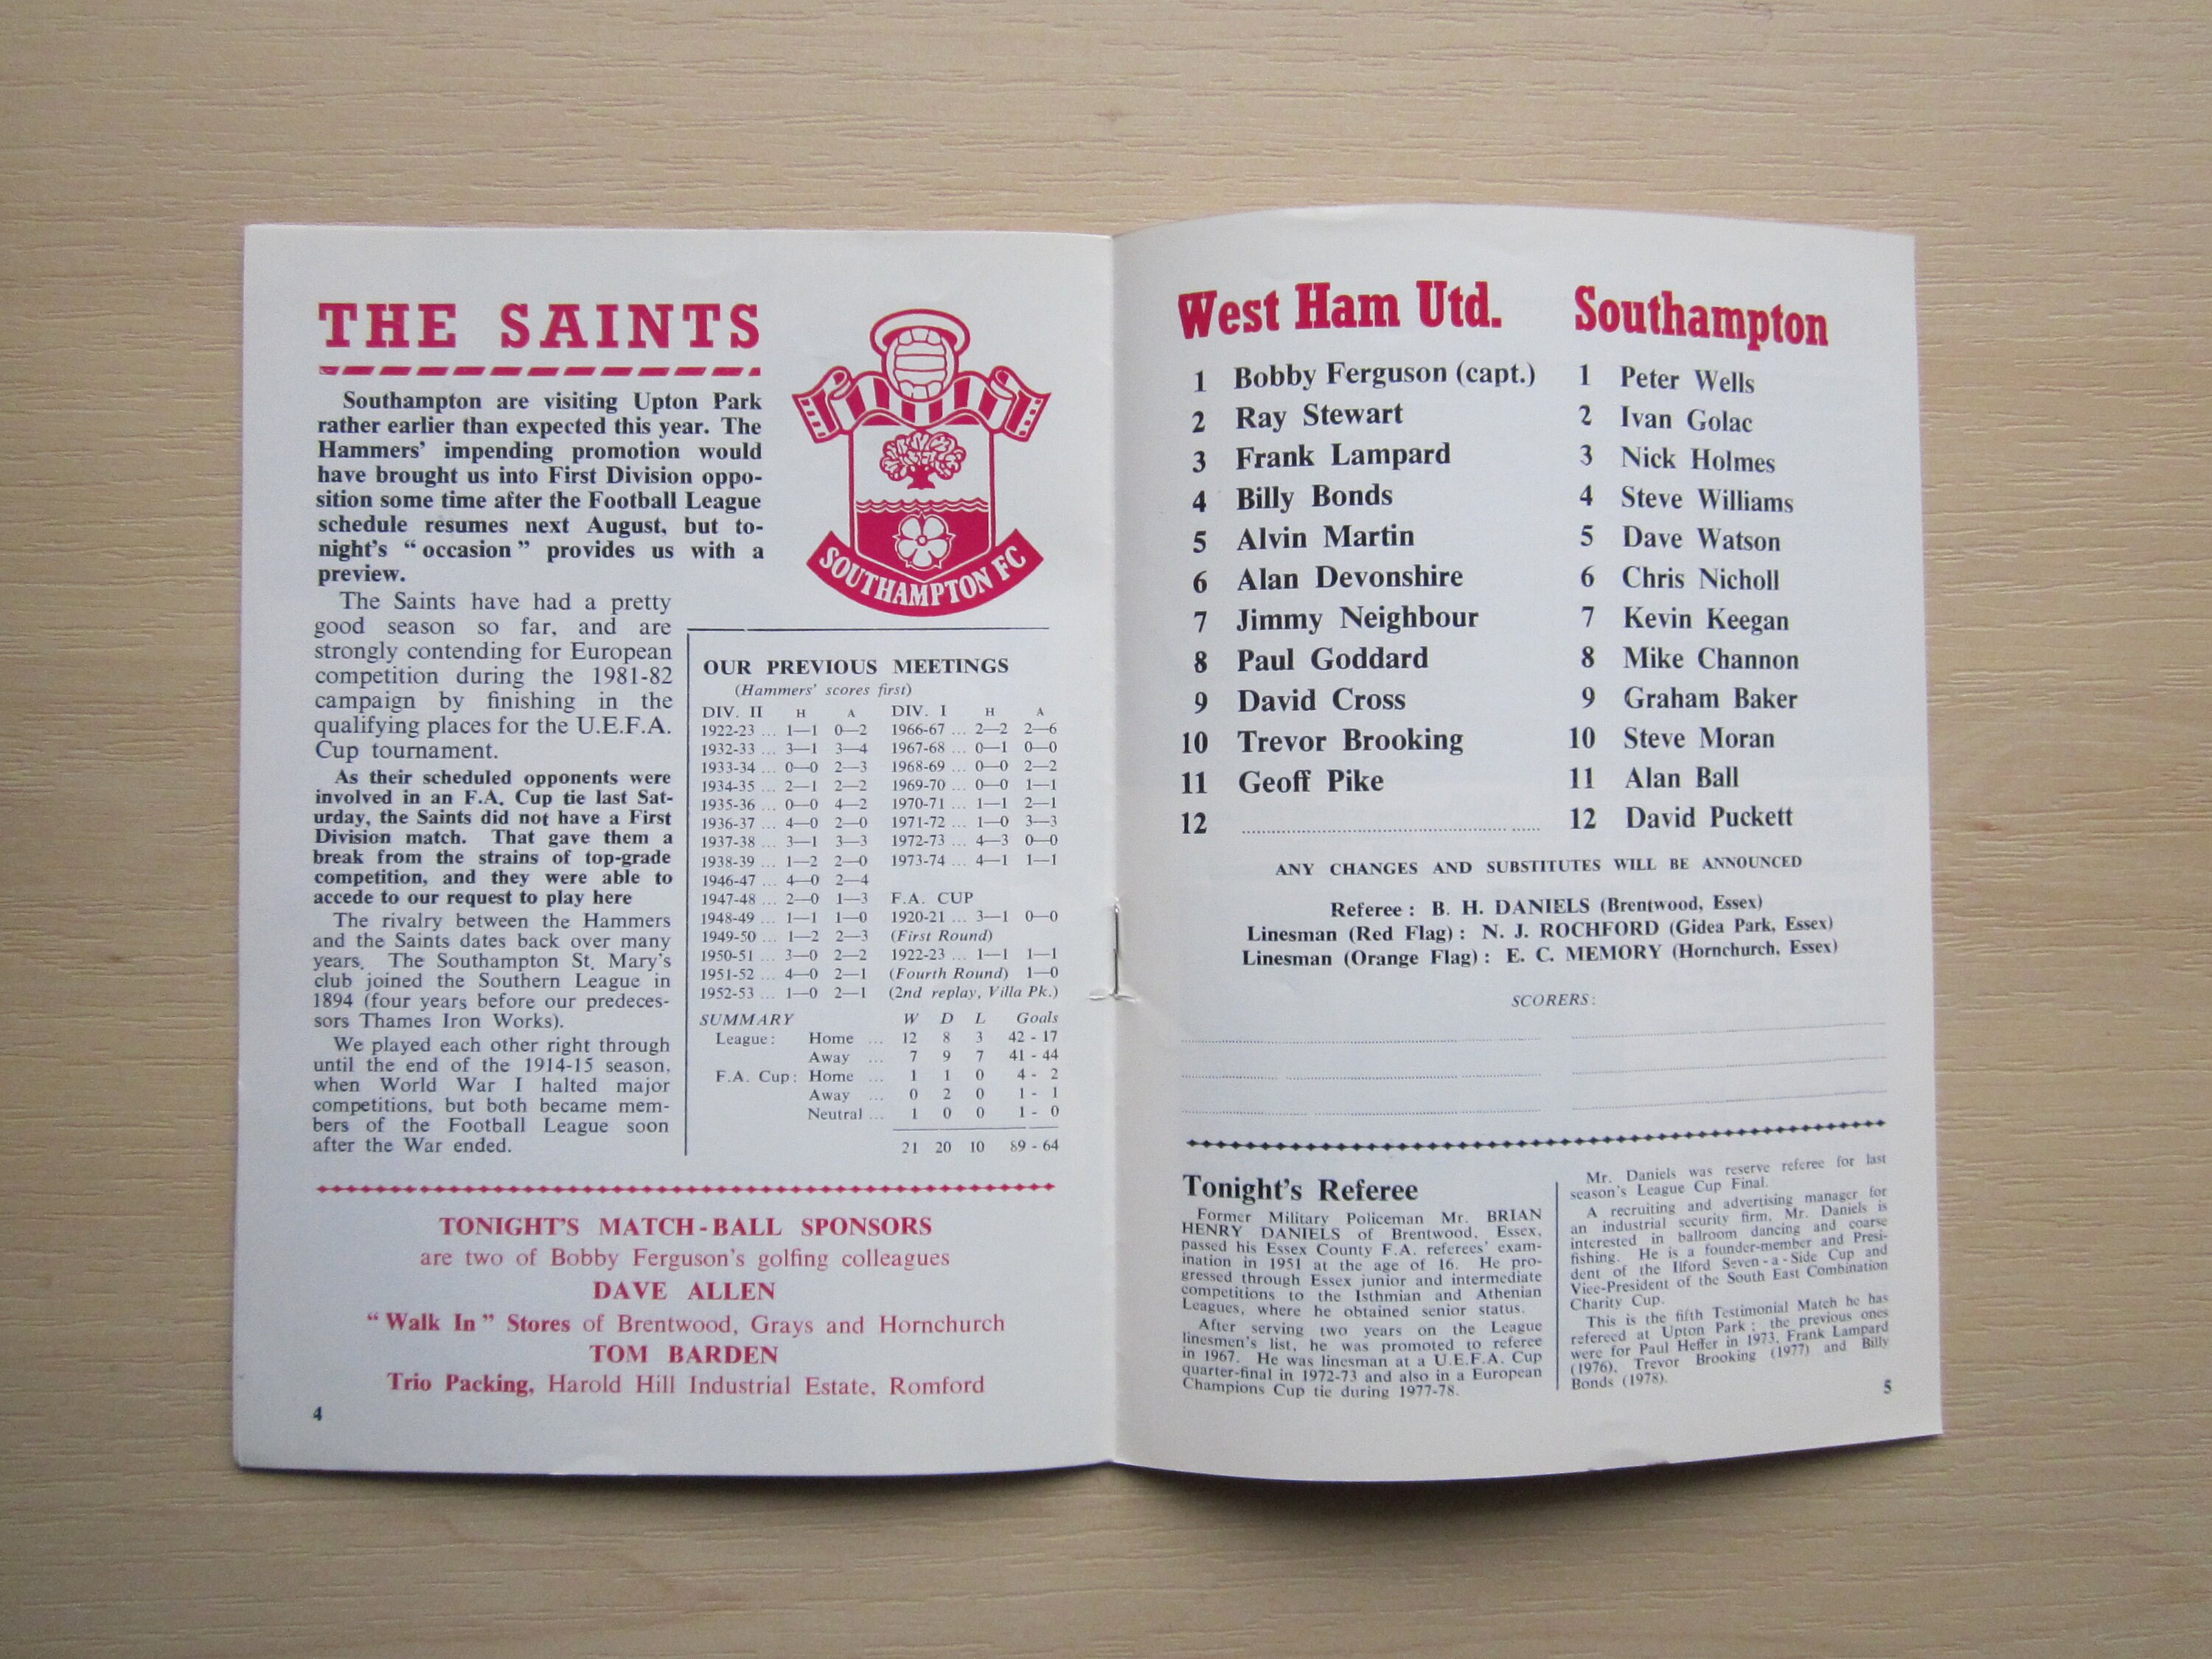 THE SAINTS
Southampton are visiting Upton Park
rather earlier than expected this year. The
Hammers' impending promotion would
have brought us into First Division oppo-
sition some time after the Football League
schedule resumes next August, but to-
night's "occasion" provides us with a
preview.
The Saints have had a pretty
good season so far, and are
strongly contending for European
competition during the 1981-82
campaign by finishing in the
qualifying places for the U.E.F.A.
Cup tournament.
As their scheduled opponents were
involved in an F.A. Cup tie last Sat-
urday, the Saints did not have a First
Division match. That gave them a
break from the strains of top-grade
competition, and they were able to
accede to our request to play here
The rivalry between the Hammers
and the Saints dates back over many
years. The Southampton St. Mary's
club joined the Southern League in
1894 (four years before our predeces-
sors Thames Iron Works).
We played each other right through
until the end of the 1914-15 season,
when World War I halted major
competitions, but both became mem-
bers of the Football League soon
after the War ended.
SOUTHAMPTON FC
OUR PREVIOUS MEETINGS
(Hammers' scores first)
DIV. II H A DIV. I H A
1922-23 ... 1—1 0—2 1966-67 ... 2—2 2—6
1932-33 ... 3—1 3—4 1967-68 ... 0—1 0—0
1933-34 ... 0—0 2—3 1968-69 ... 0—0 2—2
1934-35 ... 2—1 2—2 1969-70 ... 0—0 1—1
1935-36 ... 0—0 4—2 1970-71 ... 1—1 2—1
1936-37 ... 4—0 2—0 1971-72 ... 1—0 3—3
1937-38 ... 3—1 3—3 1972-73 ... 4—3 0—0
1938-39 ... 1—2 2—0 1973-74 ... 4—1 1—1
1946-47 ... 4—0 2—4
1947-48 ... 2—0 1—3 F.A. CUP
1948-49 ... 1—1 1—0 1920-21 ... 3—1 0—0
1949-50 ... 1—2 2—3 (First Round)
1950-51 ... 3—0 2—2 1922-23 ... 1—1 1—1
1951-52 ... 4—0 2—1 (Fourth Round) 1—0
1952-53 ... 1—0 2—1 (2nd replay, Villa Pk.)
SUMMARY W D L Goals
League: Home ... 12 8 3 42 - 17
Away ... 7 9 7 41 - 44
F.A. Cup: Home ... 1 1 0 4 - 2
Away ... 0 2 0 1 - 1
Neutral ... 1 0 0 1 - 0
21 20 10 89 - 64
TONIGHT'S MATCH-BALL SPONSORS
are two of Bobby Ferguson's golfing colleagues
DAVE ALLEN
"Walk In" Stores of Brentwood, Grays and Hornchurch
TOM BARDEN
Trio Packing, Harold Hill Industrial Estate, Romford
4
West Ham Utd.
1 Bobby Ferguson (capt.)
2 Ray Stewart
3 Frank Lampard
4 Billy Bonds
5 Alvin Martin
6 Alan Devonshire
7 Jimmy Neighbour
8 Paul Goddard
9 David Cross
10 Trevor Brooking
11 Geoff Pike
12
Southampton
1 Peter Wells
2 Ivan Golac
3 Nick Holmes
4 Steve Williams
5 Dave Watson
6 Chris Nicholl
7 Kevin Keegan
8 Mike Channon
9 Graham Baker
10 Steve Moran
11 Alan Ball
12 David Puckett
ANY CHANGES AND SUBSTITUTES WILL BE ANNOUNCED
Referee: B. H. DANIELS (Brentwood, Essex)
Linesman (Red Flag): N. J. ROCHFORD (Gidea Park, Essex)
Linesman (Orange Flag): E. C. MEMORY (Hornchurch, Essex)
SCORERS:
Tonight's Referee
Former Military Policeman Mr. BRIAN
HENRY DANIELS of Brentwood, Essex,
passed his Essex County F.A. referees' exam-
ination in 1951 at the age of 16. He pro-
gressed through Essex junior and intermediate
competitions to the Isthmian and Athenian
Leagues, where he obtained senior status.
After serving two years on the League
linesmen's list, he was promoted to referee
in 1967. He was linesman at a U.E.F.A. Cup
quarter-final in 1972-73 and also in a European
Champions Cup tie during 1977-78.
Mr. Daniels was reserve referee for last
season's League Cup Final.
A recruiting and advertising manager for
an industrial security firm, Mr. Daniels is
interested in ballroom dancing and coarse
fishing. He is a founder-member and Presi-
dent of the Ilford Seven-a-Side Cup and
Vice-President of the South East Combination
Charity Cup.
This is the fifth Testimonial Match he has
refereed at Upton Park: the previous ones
were for Paul Heffer in 1973, Frank Lampard
(1976), Trevor Brooking (1977) and Billy
Bonds (1978).
5